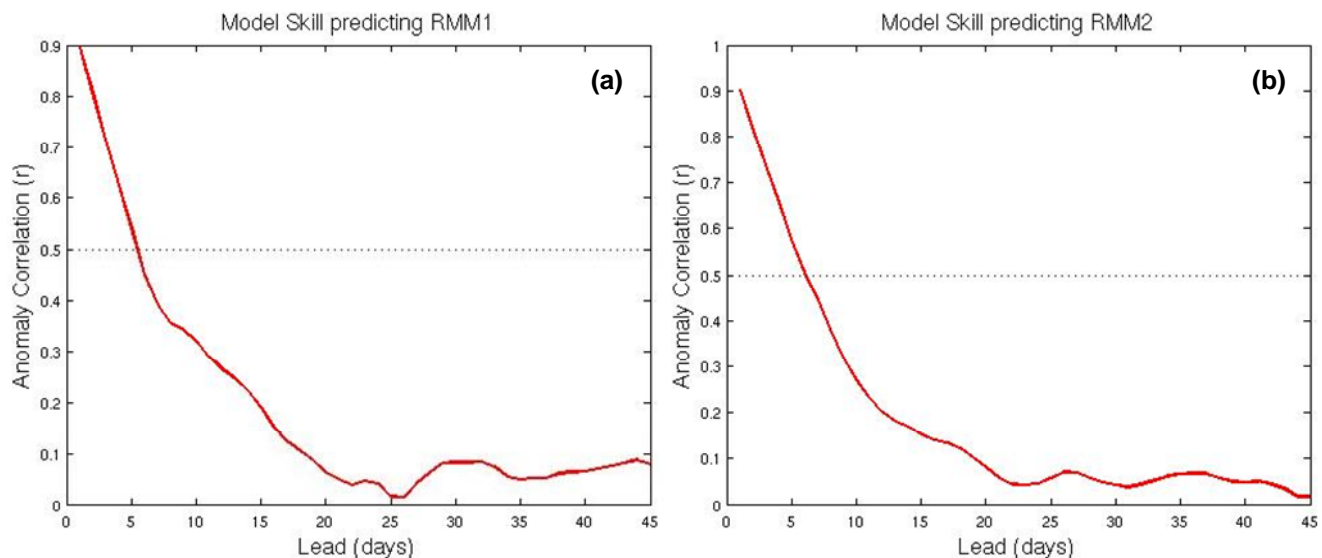 Model Skill predicting RMM1
(a)
Anomaly Correlation (r)
0.9
0.8
0.7
0.6
0.5
0.4
0.3
0.2
0.1
0
0 5 10 15 20 25 30 35 40 45
Lead (days)
Model Skill predicting RMM2
(b)
Anomaly Correlation (r)
1
0.9
0.8
0.7
0.6
0.5
0.4
0.3
0.2
0.1
0
0 5 10 15 20 25 30 35 40 45
Lead (days)